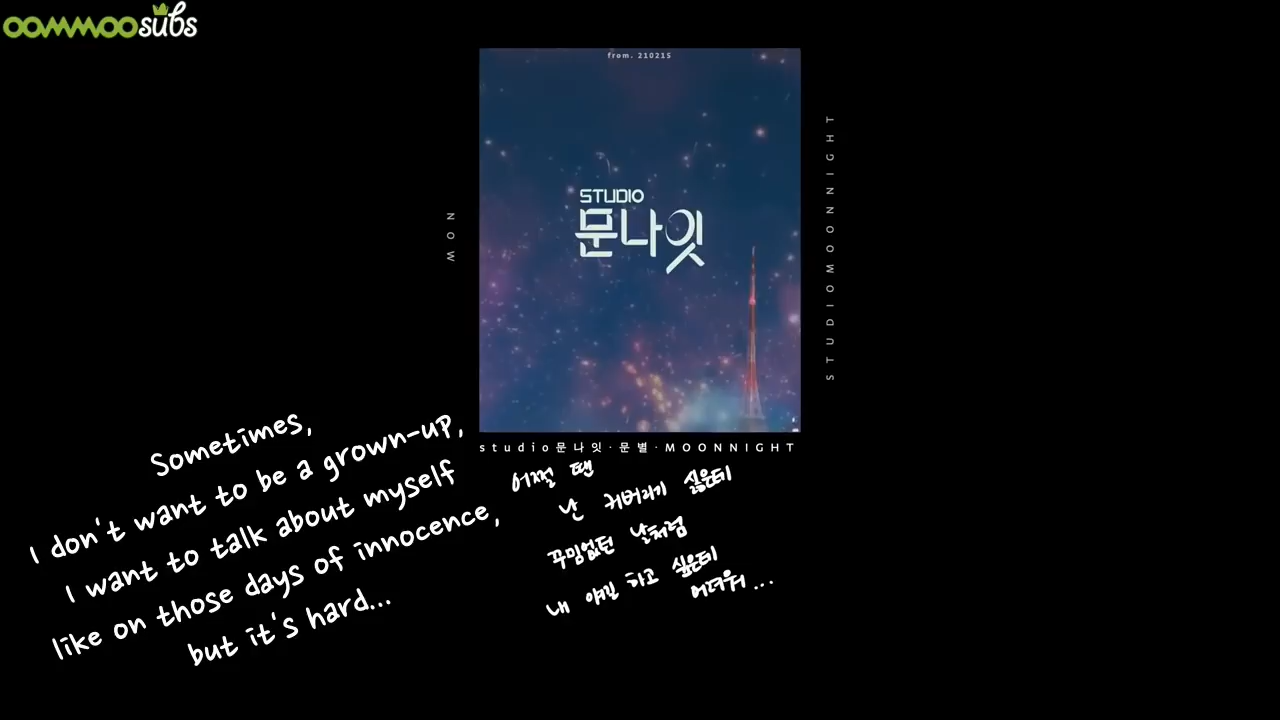 oommoosubs
from. 210215
STUDIO
문나잇
NOW
STUDIOMOONNIGHT
studio문나잇·문별·MOONNIGHT
Sometimes,
I don't want to be a grown-up,
I want to talk about myself
like on those days of innocence,
but it's hard...
어쩔 땐
난 커버리기 싫은데
꾸밈없던 날처럼
내 얘길 하고 싶은데
어려워...